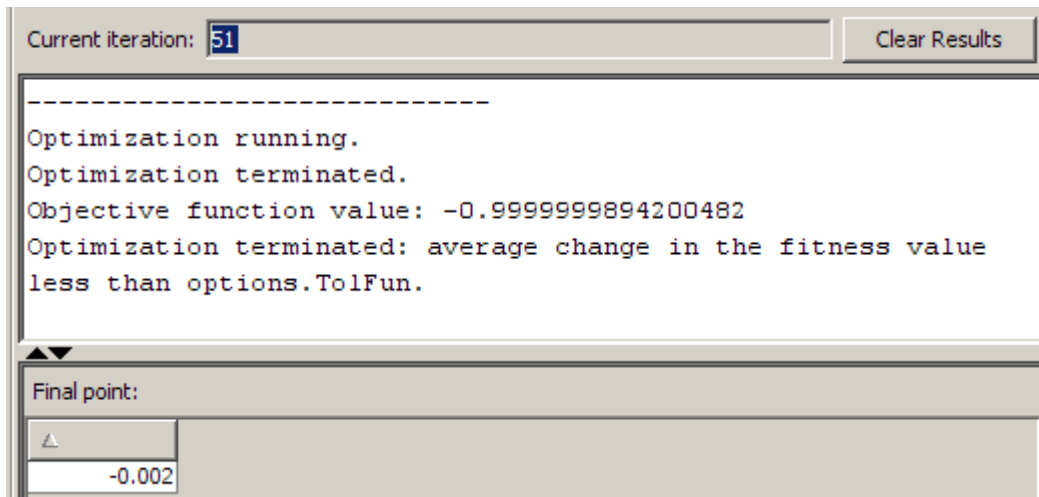 Current iteration: 51 Clear Results
------------------------------
Optimization running.
Optimization terminated.
Objective function value: -0.9999999894200482
Optimization terminated: average change in the fitness value
less than options.TolFun.
Final point:
-0.002